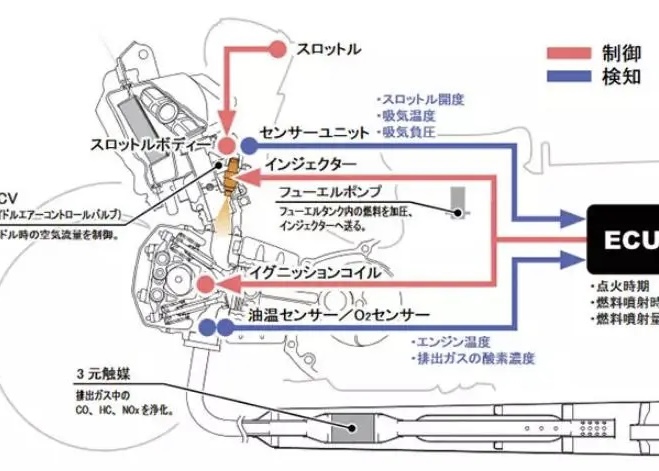 スロットル
制御
検知
・スロットル開度
・吸気温度
・吸気負圧
スロットルボディー
センサーユニット
インジェクター
フューエルポンプ
フューエルタンク内の燃料を加圧、
インジェクターへ送る。
CV
ドルエアーコントロールバルブ)
ドル時の空気流量を制御。
ECU
・点火時期
・燃料噴射時
・燃料噴射量
イグニッションコイル
油温センサー/O2センサー
・エンジン温度
・排出ガスの酸素濃度
3元触媒
排出ガス中の
CO、HC、NOxを浄化。